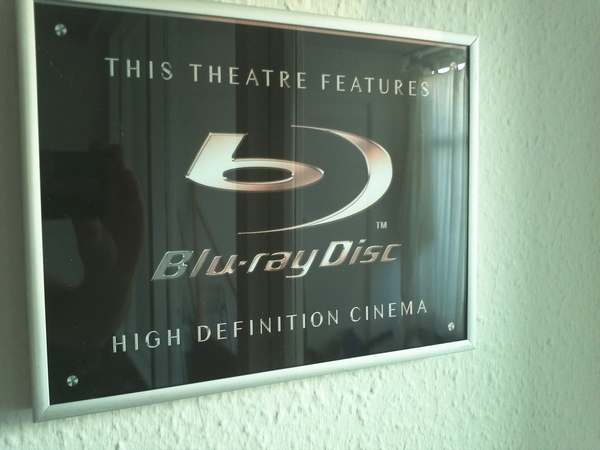 THIS THEATRE FEATURES
TM
Blu-ray Disc
HIGH DEFINITION CINEMA